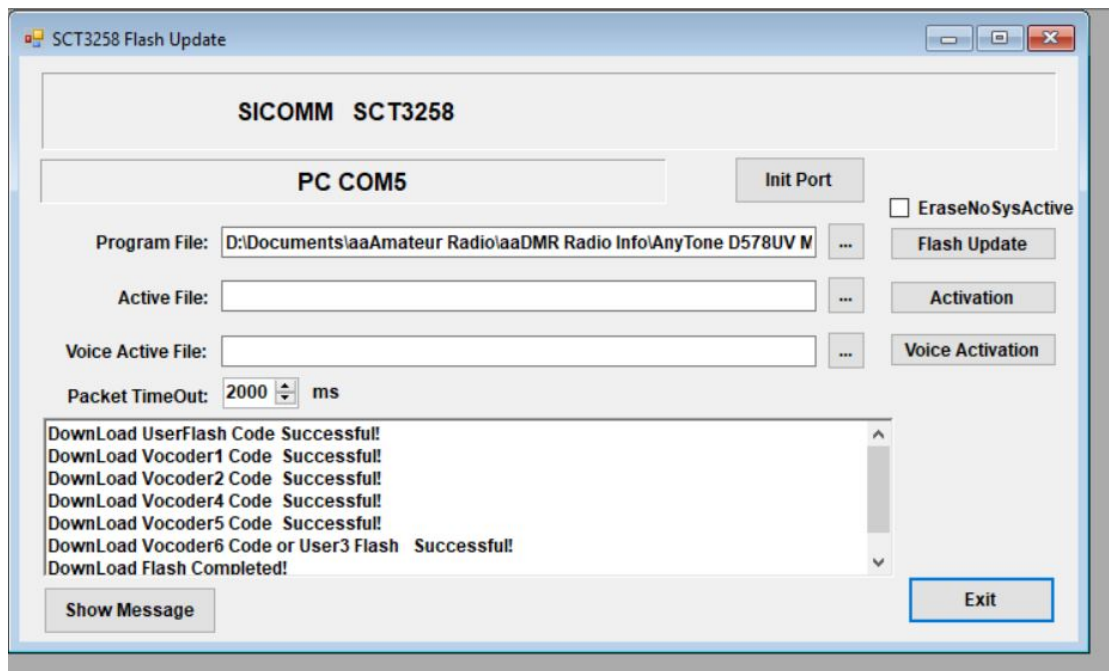 SCT3258 Flash Update
SICOMM SCT3258
PC COM5
Init Port
EraseNoSysActive
Program File: D:\Documents\aaAmateur Radio\aaDMR Radio Info\AnyTone D578UV M ... Flash Update
Active File: ... Activation
Voice Active File: ... Voice Activation
Packet TimeOut: 2000 ms
DownLoad UserFlash Code Successful!
DownLoad Vocoder1 Code Successful!
DownLoad Vocoder2 Code Successful!
DownLoad Vocoder4 Code Successful!
DownLoad Vocoder5 Code Successful!
DownLoad Vocoder6 Code or User3 Flash Successful!
DownLoad Flash Completed!
Show Message
Exit